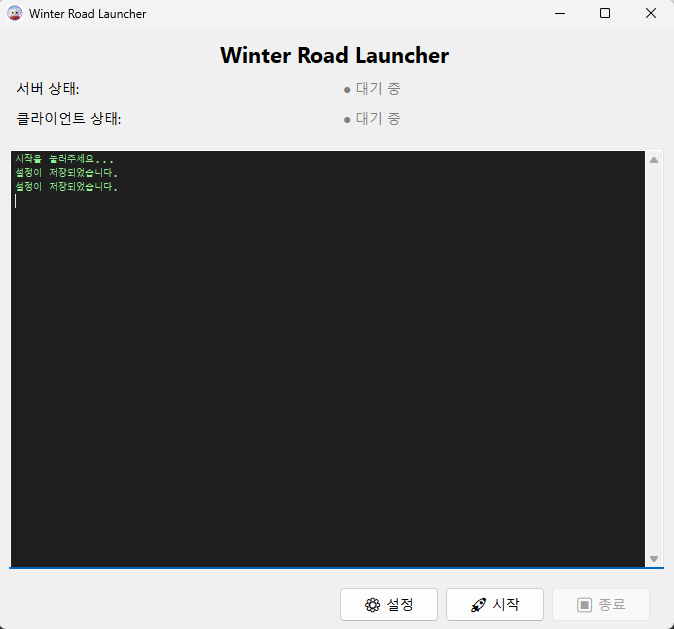 Winter Road Launcher
Winter Road Launcher
서버 상태: ● 대기 중
클라이언트 상태: ● 대기 중
시작을 눌러주세요...
설정이 저장되었습니다.
설정이 저장되었습니다.
설정 시작 종료